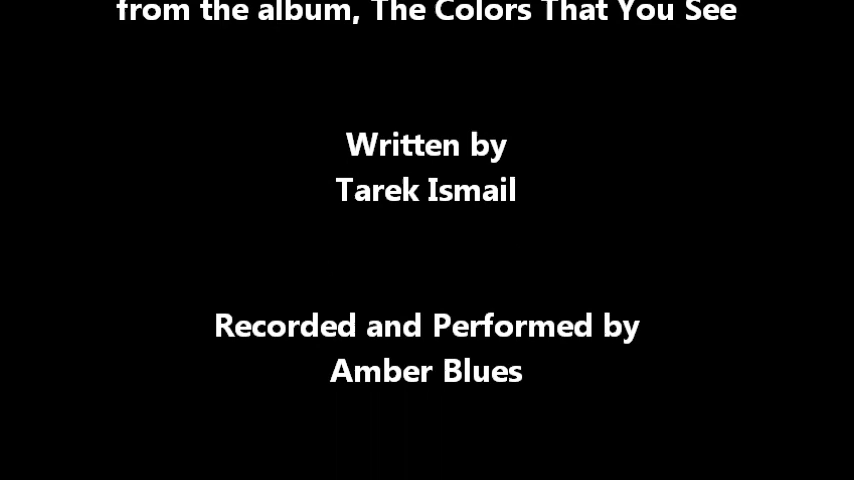 from the album, The Colors That You See
Written by
Tarek Ismail
Recorded and Performed by
Amber Blues